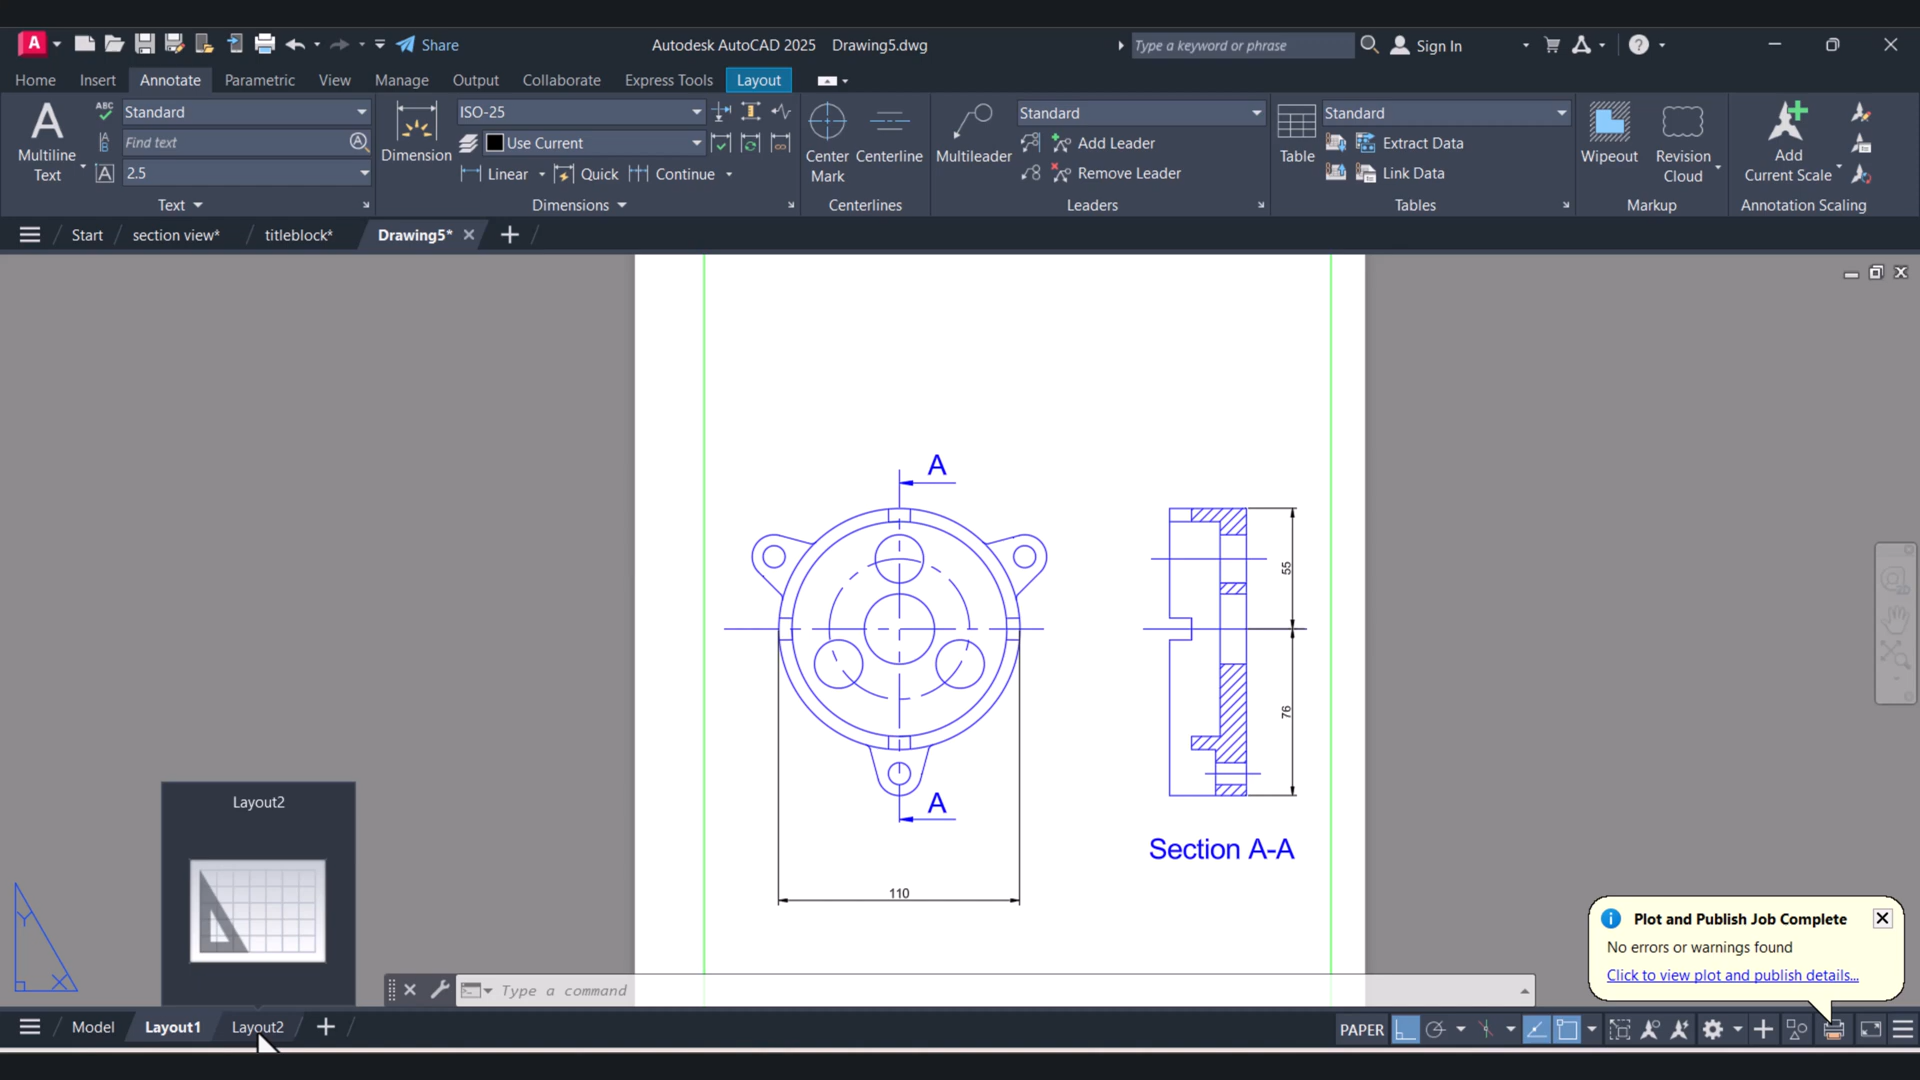 A Share Autodesk AutoCAD 2025 Drawing5.dwg Type a keyword or phrase Sign In ?
Home Insert Annotate Parametric View Manage Output Collaborate Express Tools Layout
A Multiline Text
ABC Standard
Find text
A 2.5
Text
Dimension
ISO-25
Use Current
Linear Quick Continue
Dimensions
Center Mark
Centerline
Centerlines
Multileader
Standard
Add Leader
Remove Leader
Leaders
Table
Standard
Extract Data
Link Data
Tables
Wipeout
Revision Cloud
Markup
Add Current Scale
Annotation Scaling
Start section view* titleblock* Drawing5*
A
55
76
A
Section A-A
110
Layout2
Y
X
Type a command
Plot and Publish Job Complete
No errors or warnings found
Click to view plot and publish details...
Model Layout1 Layout2 PAPER